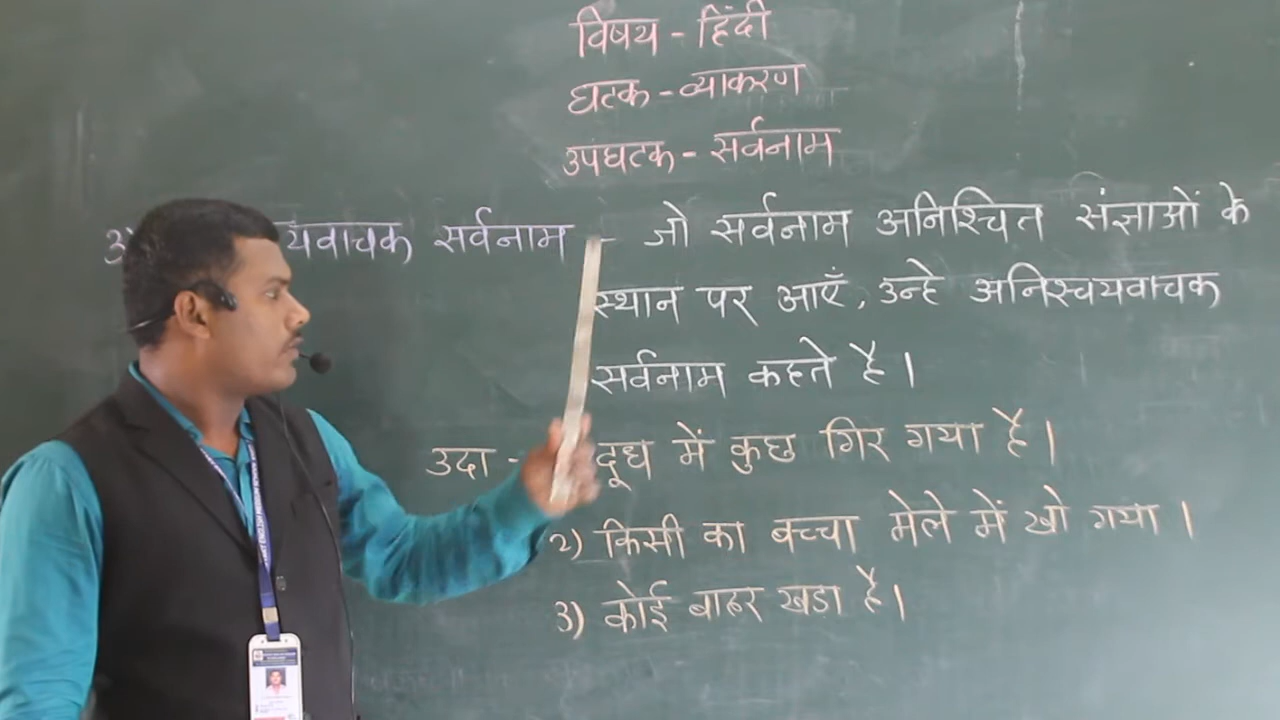 विषय - हिंदी
घटक - व्याकरण
उपघटक - सर्वनाम
यवाचक सर्वनाम - जो सर्वनाम अनिश्चित संज्ञाओं के
स्थान पर आएँ, उन्हे अनिस्चयवाचक
सर्वनाम कहते है।
उदा - दूध में कुछ गिर गया है।
2) किसी का बच्चा मेले में खो गया।
3) कोई बाहर खडा है।